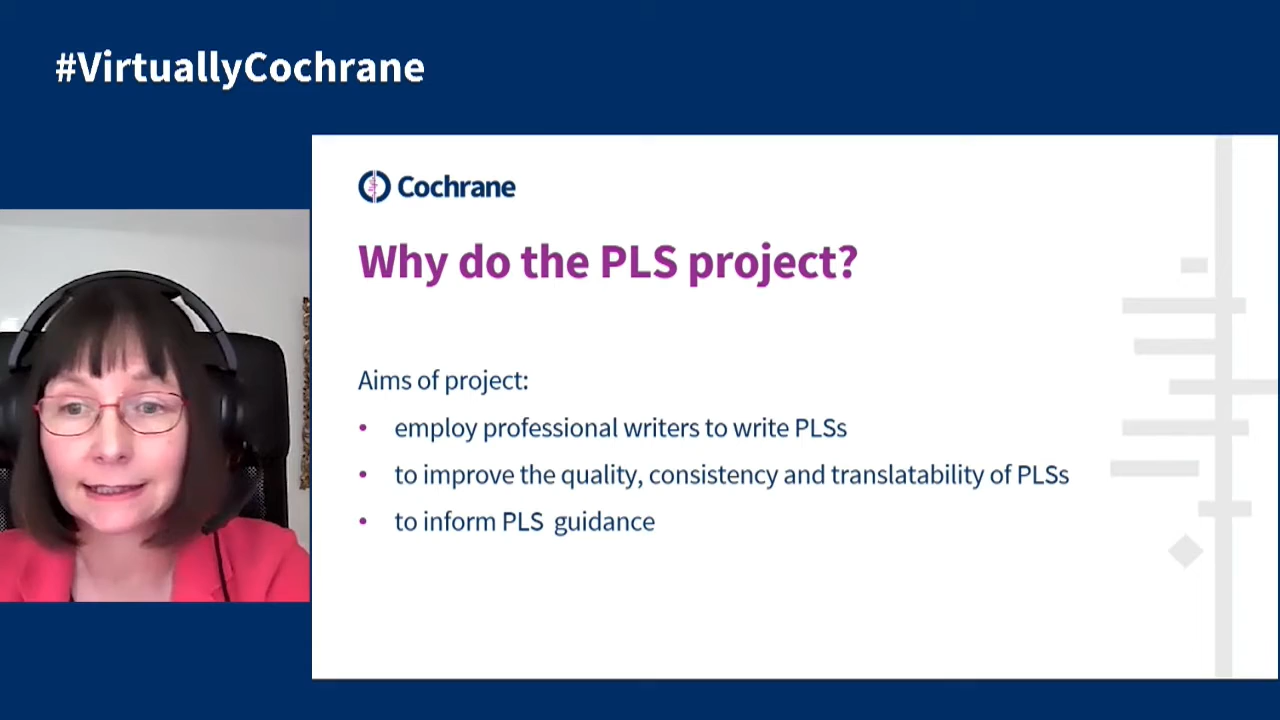 #VirtuallyCochrane
Cochrane
Why do the PLS project?
Aims of project:
• employ professional writers to write PLSs
• to improve the quality, consistency and translatability of PLSs
• to inform PLS guidance